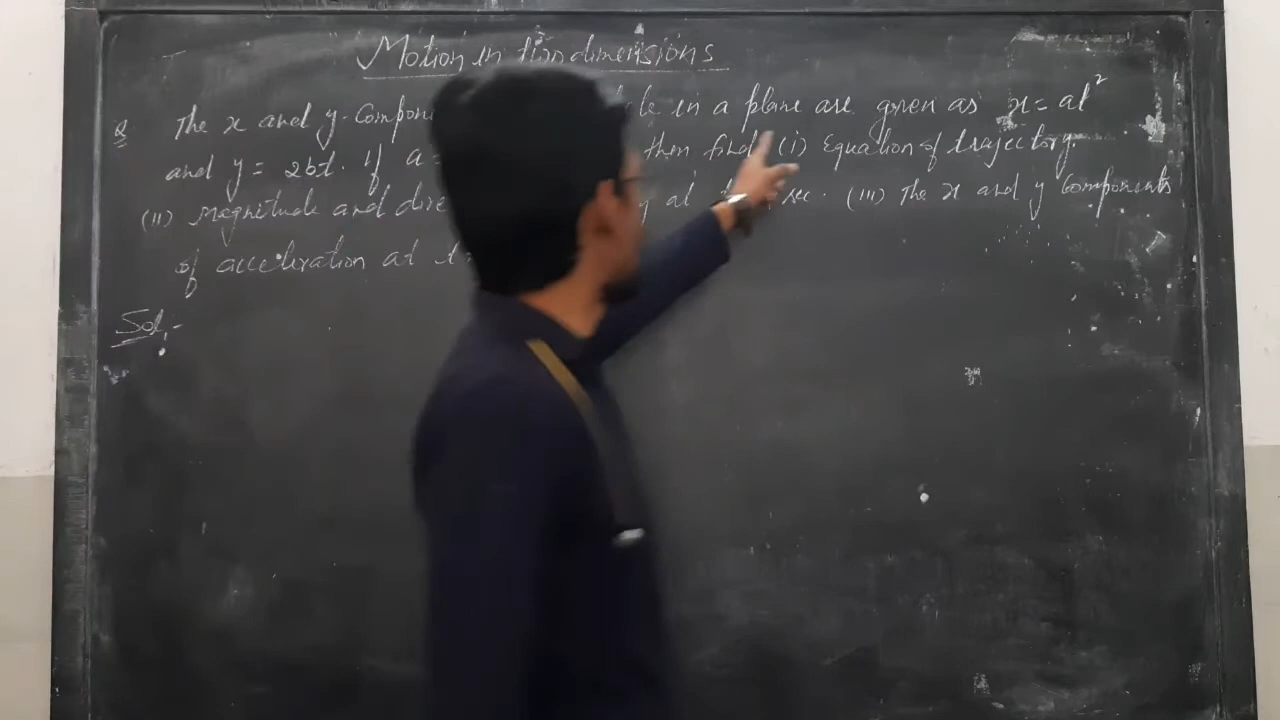 Motion in two dimensions
Q The x and y-Compon in a plane are given as x = at²
and y = 2bt. If a = then find (i) Equation of trajectory.
(ii) Magnitude and dire at sec. (iii) The x and y Components
of acceleration at t
Sol:-